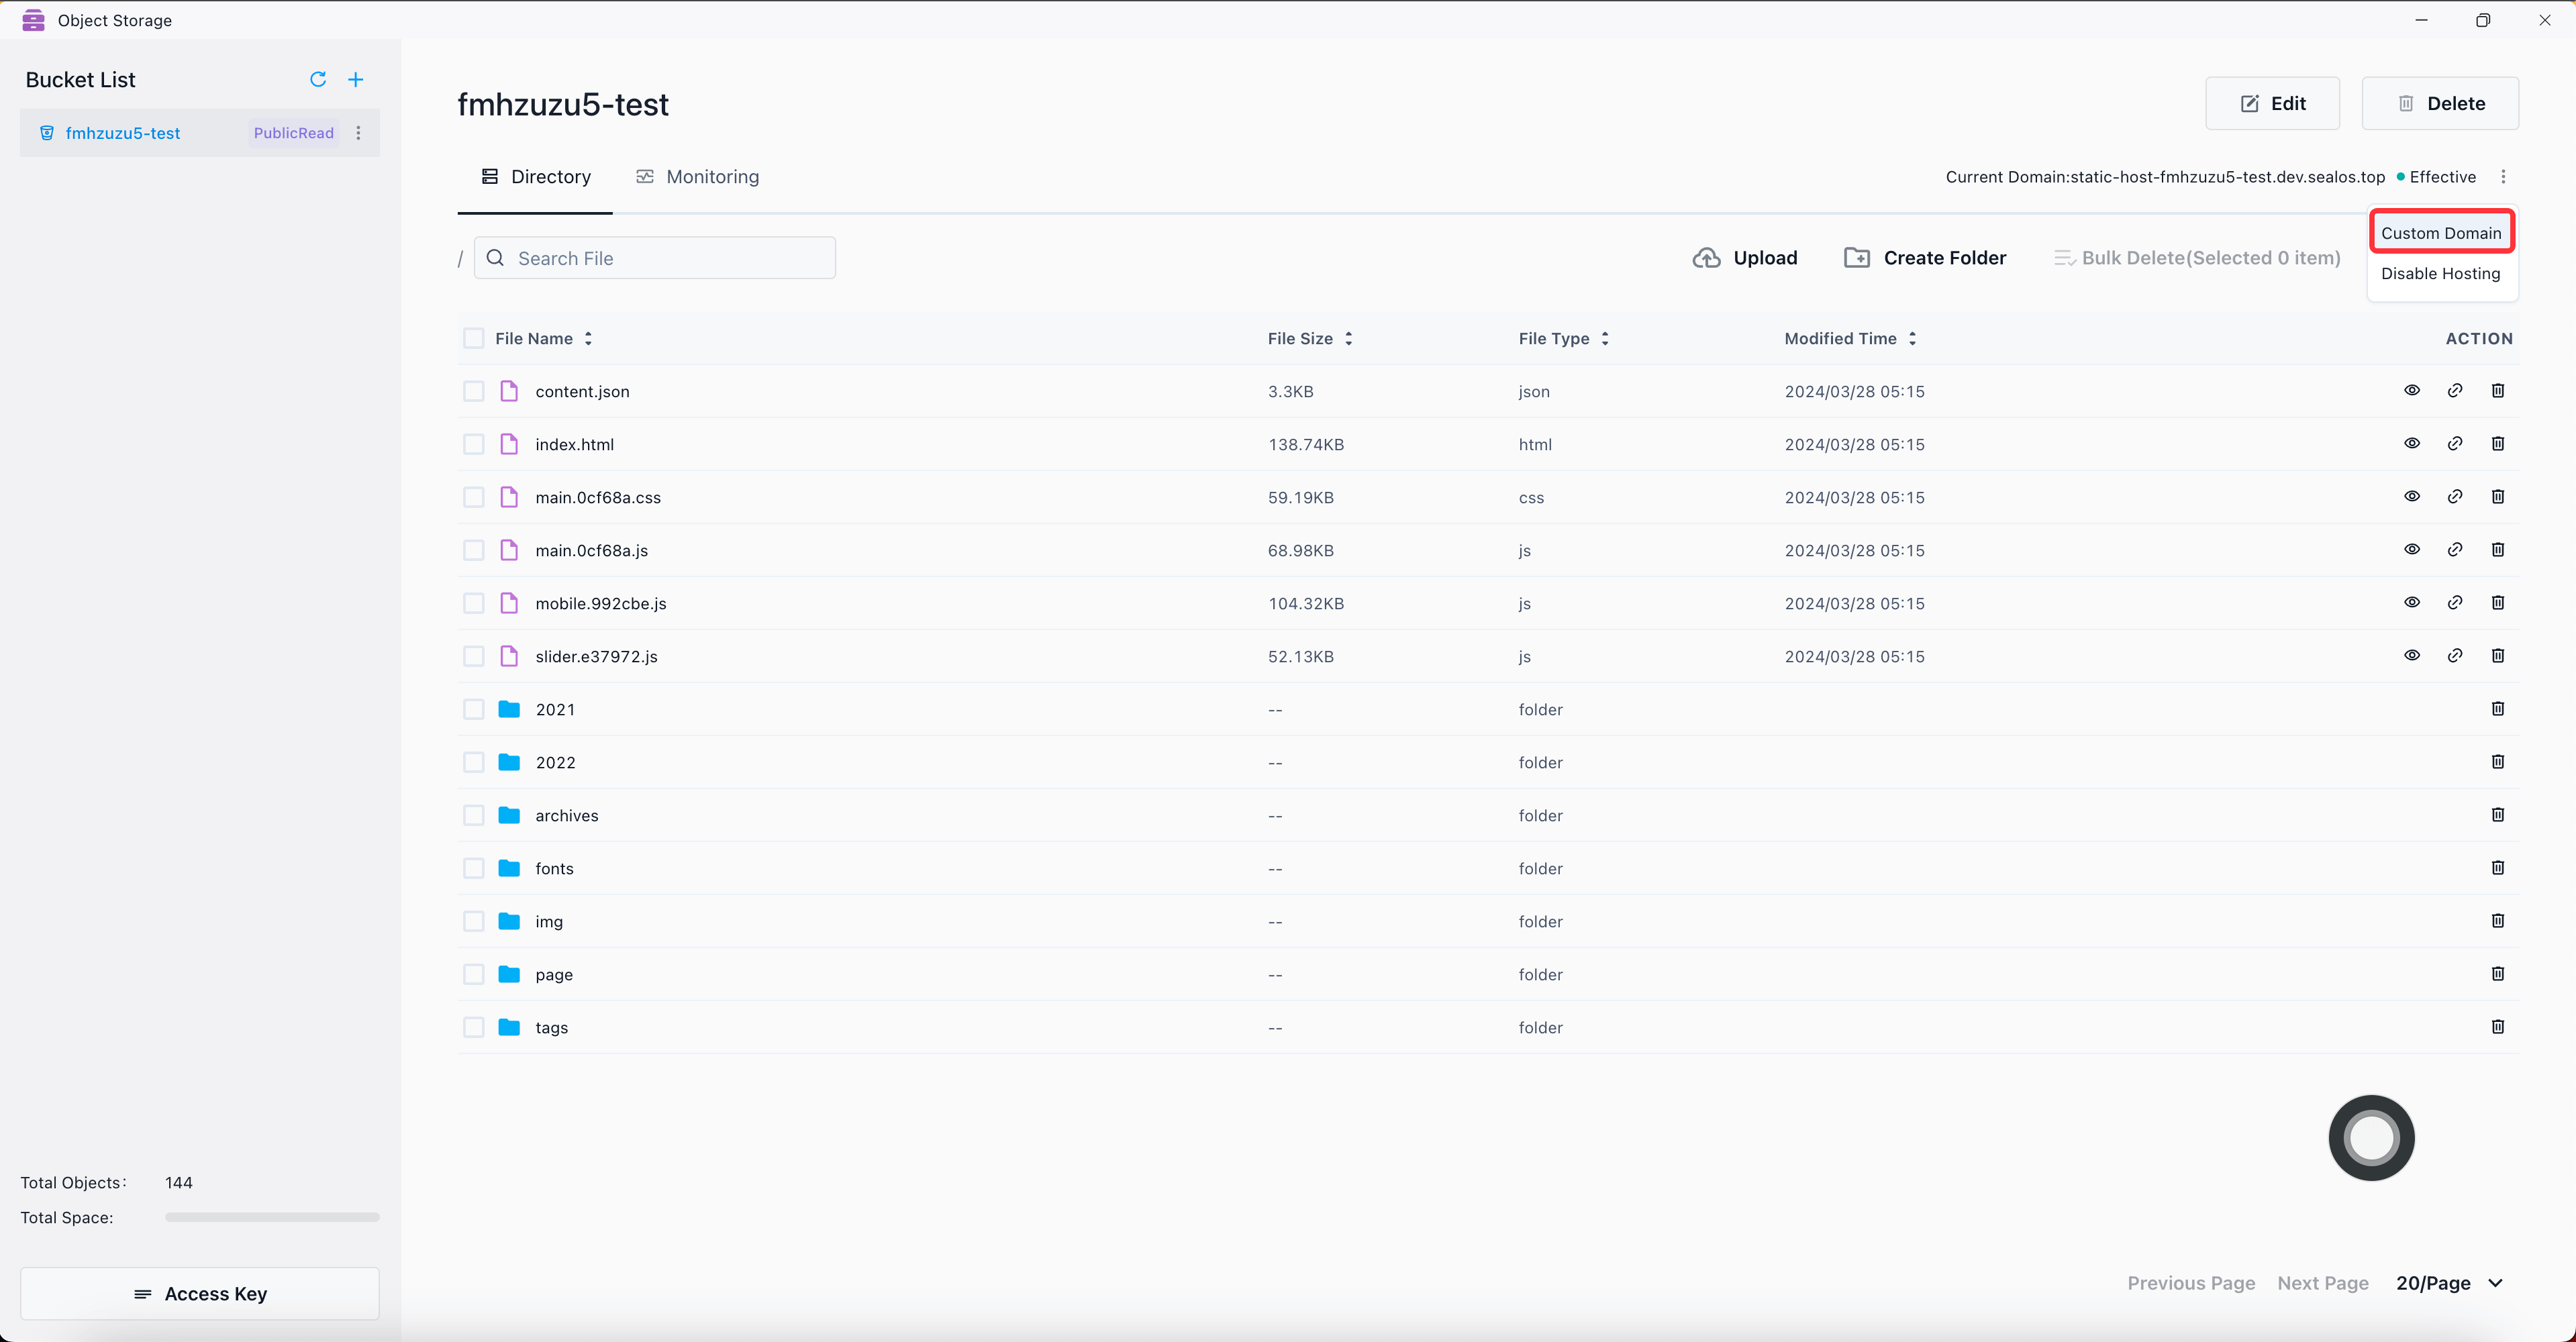 Object Storage
Bucket List
fmhzuzu5-test PublicRead
fmhzuzu5-test
Edit Delete
Directory Monitoring
Current Domain:static-host-fmhzuzu5-test.dev.sealos.top Effective
Custom Domain
Disable Hosting
/ Search File
Upload Create Folder Bulk Delete(Selected 0 item)
File Name File Size File Type Modified Time ACTION
content.json 3.3KB json 2024/03/28 05:15
index.html 138.74KB html 2024/03/28 05:15
main.0cf68a.css 59.19KB css 2024/03/28 05:15
main.0cf68a.js 68.98KB js 2024/03/28 05:15
mobile.992cbe.js 104.32KB js 2024/03/28 05:15
slider.e37972.js 52.13KB js 2024/03/28 05:15
2021 -- folder
2022 -- folder
archives -- folder
fonts -- folder
img -- folder
page -- folder
tags -- folder
Total Objects: 144
Total Space:
Access Key
Previous Page Next Page 20/Page